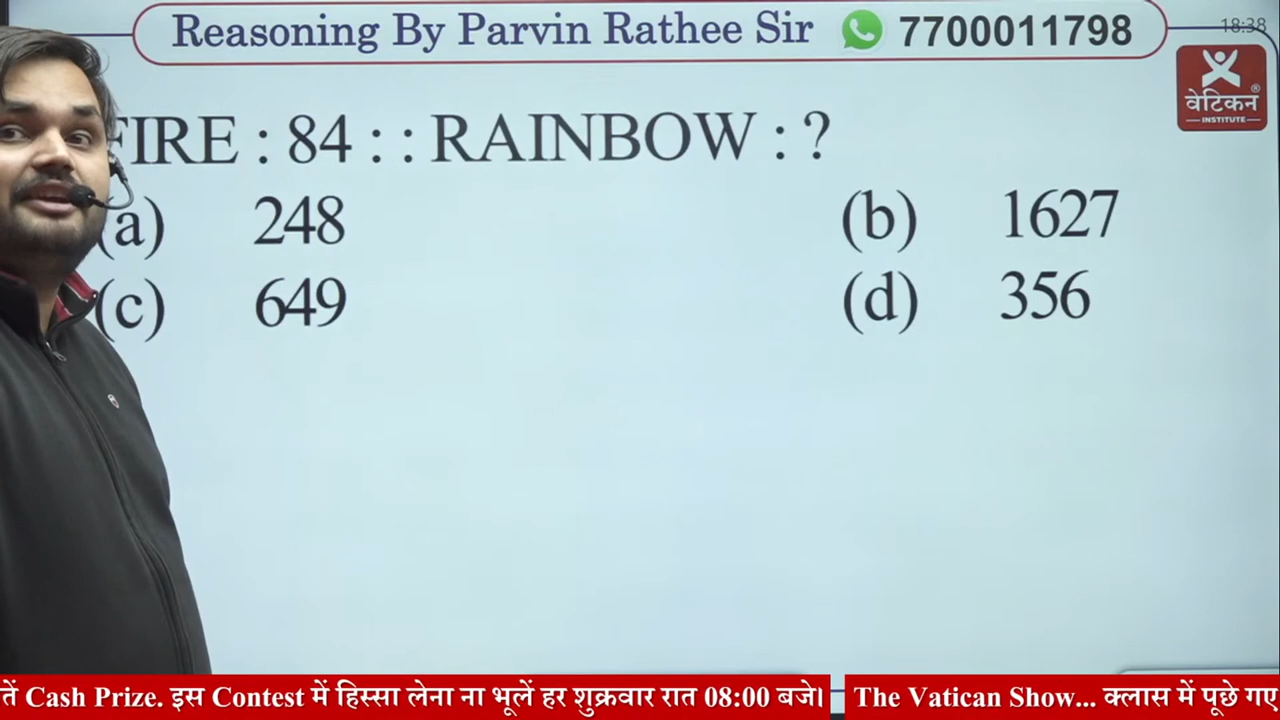 Reasoning By Parvin Rathee Sir 7700011798
18:38
वेटिकन
INSTITUTE
FIRE : 84 : : RAINBOW : ?
(a) 248 (b) 1627
(c) 649 (d) 356
तें Cash Prize. इस Contest में हिस्सा लेना ना भूलें हर शुक्रवार रात 08:00 बजे। The Vatican Show... क्लास में पूछे गए